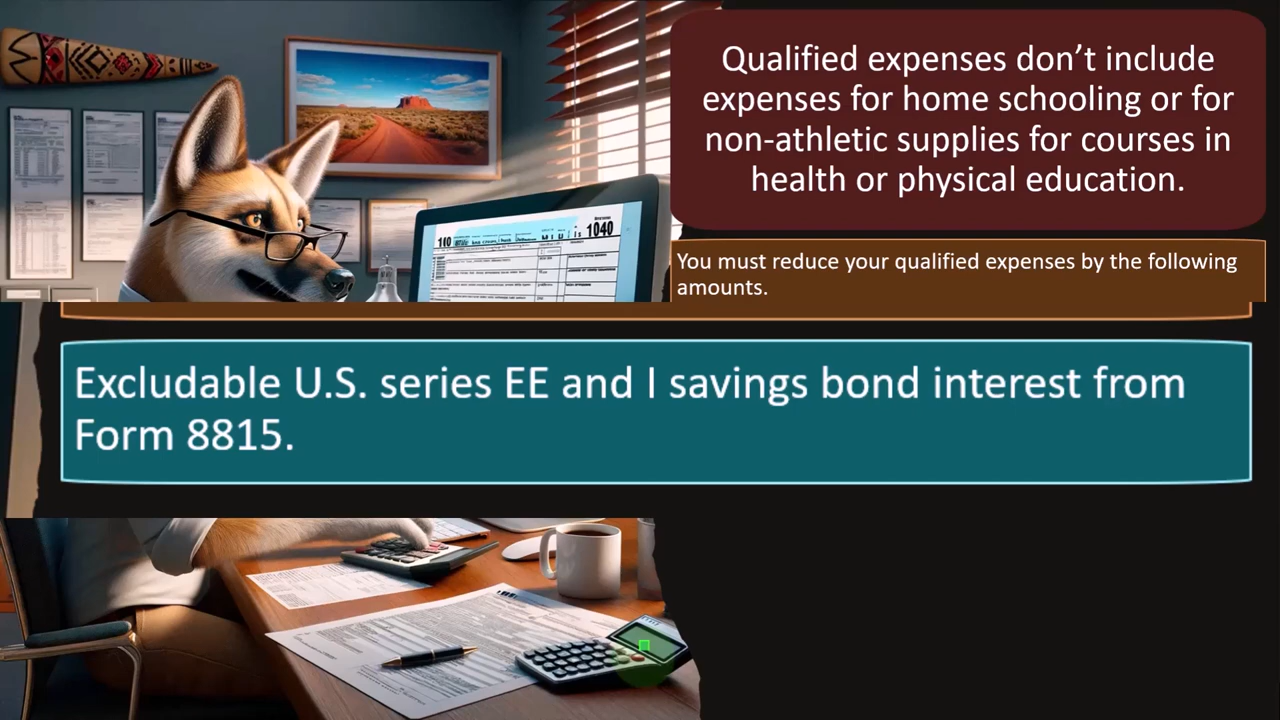 Qualified expenses don’t include
expenses for home schooling or for
non-athletic supplies for courses in
health or physical education.
1040
You must reduce your qualified expenses by the following
amounts.
Excludable U.S. series EE and I savings bond interest from
Form 8815.